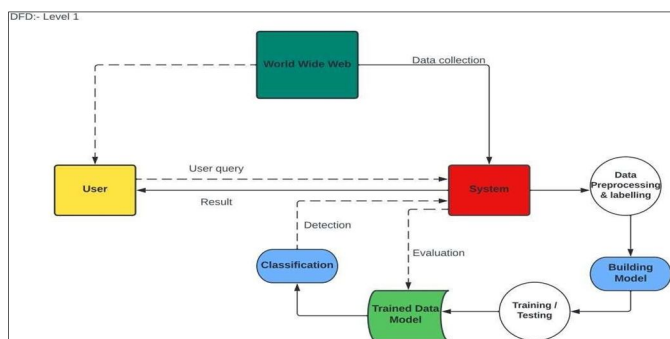 DFD:- Level 1
World Wide Web
Data collection
User query
User
System
Data
Preprocessing
& labelling
Result
Detection
Evaluation
Classification
Building
Model
Trained Data
Model
Training /
Testing